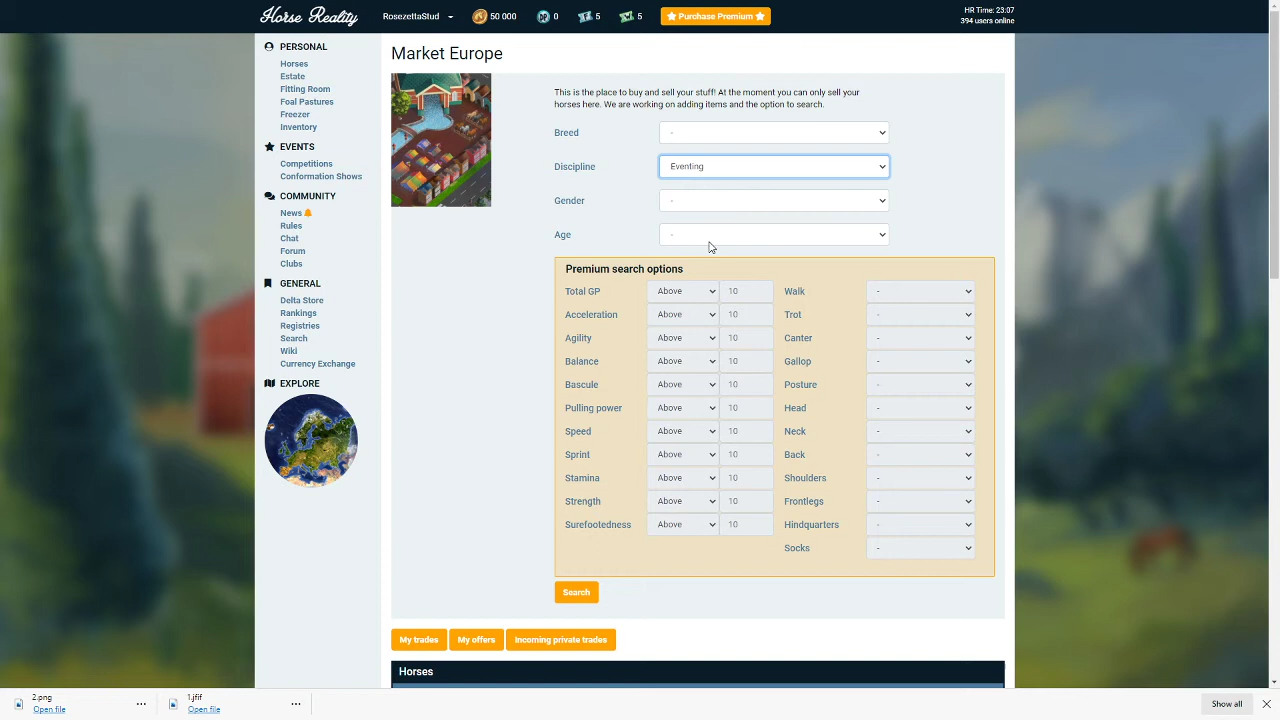 Horse Reality
RosezettaStud
50 000
0
5
5
Purchase Premium
HR Time: 23:07
394 users online
PERSONAL
Horses
Estate
Fitting Room
Foal Pastures
Freezer
Inventory
EVENTS
Competitions
Conformation Shows
COMMUNITY
News
Rules
Chat
Forum
Clubs
GENERAL
Delta Store
Rankings
Registries
Search
Wiki
Currency Exchange
EXPLORE
Market Europe
This is the place to buy and sell your stuff! At the moment you can only sell your
horses here. We are working on adding items and the option to search.
Breed -
Discipline Eventing
Gender -
Age -
Premium search options
Total GP Above 10 Walk -
Acceleration Above 10 Trot -
Agility Above 10 Canter -
Balance Above 10 Gallop -
Bascule Above 10 Posture -
Pulling power Above 10 Head -
Speed Above 10 Neck -
Sprint Above 10 Back -
Stamina Above 10 Shoulders -
Strength Above 10 Frontlegs -
Surefootedness Above 10 Hindquarters -
Socks -
Search
My trades My offers Incoming private trades
Horses
2.png
Open file
1.jfif
Open file
Show all